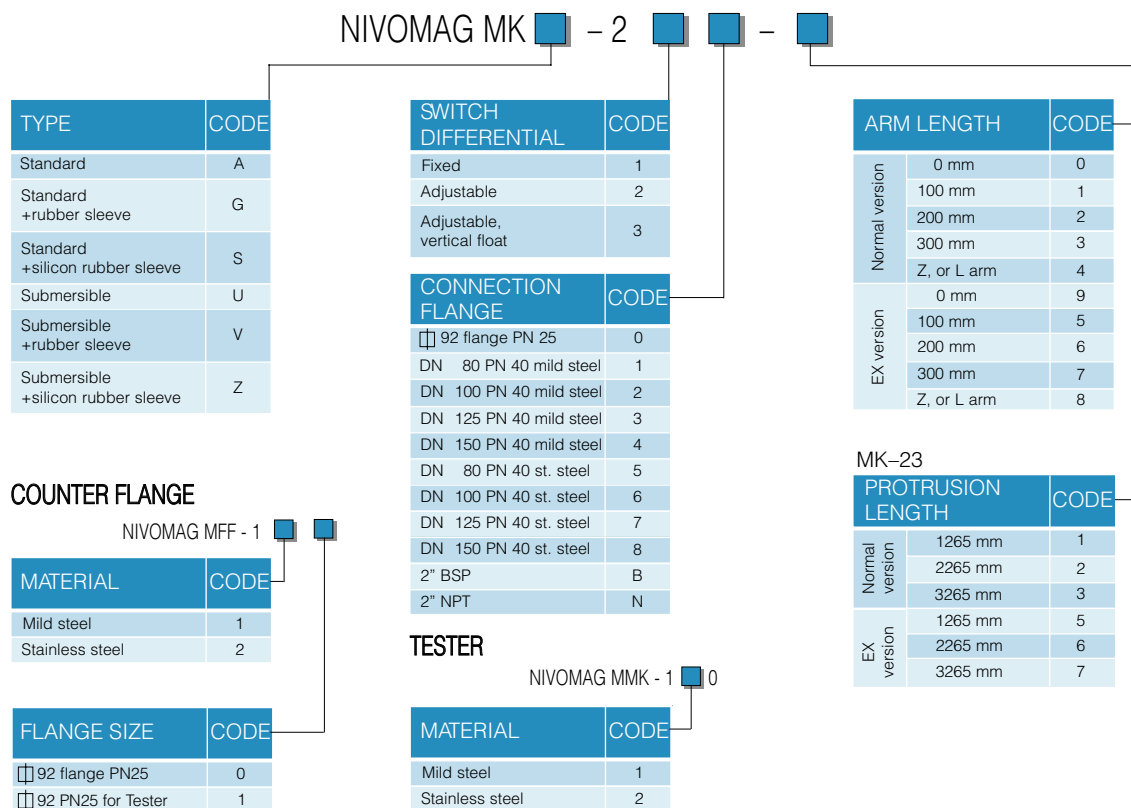 NIVOMAG MK – 2 –
TYPE CODE
Standard A
Standard
+rubber sleeve G
Standard
+silicon rubber sleeve S
Submersible U
Submersible
+rubber sleeve V
Submersible
+silicon rubber sleeve Z
SWITCH
DIFFERENTIAL CODE
Fixed 1
Adjustable 2
Adjustable,
vertical float 3
CONNECTION
FLANGE CODE
92 flange PN 25 0
DN 80 PN 40 mild steel 1
DN 100 PN 40 mild steel 2
DN 125 PN 40 mild steel 3
DN 150 PN 40 mild steel 4
DN 80 PN 40 st. steel 5
DN 100 PN 40 st. steel 6
DN 125 PN 40 st. steel 7
DN 150 PN 40 st. steel 8
2” BSP B
2” NPT N
ARM LENGTH CODE
Normal version
0 mm 0
100 mm 1
200 mm 2
300 mm 3
Z, or L arm 4
EX version
0 mm 9
100 mm 5
200 mm 6
300 mm 7
Z, or L arm 8
MK–23
PROTRUSION
LENGTH CODE
Normal
version
1265 mm 1
2265 mm 2
3265 mm 3
EX
version
1265 mm 5
2265 mm 6
3265 mm 7
COUNTER FLANGE
NIVOMAG MFF - 1
MATERIAL CODE
Mild steel 1
Stainless steel 2
FLANGE SIZE CODE
92 flange PN25 0
92 PN25 for Tester 1
TESTER
NIVOMAG MMK - 1 0
MATERIAL CODE
Mild steel 1
Stainless steel 2